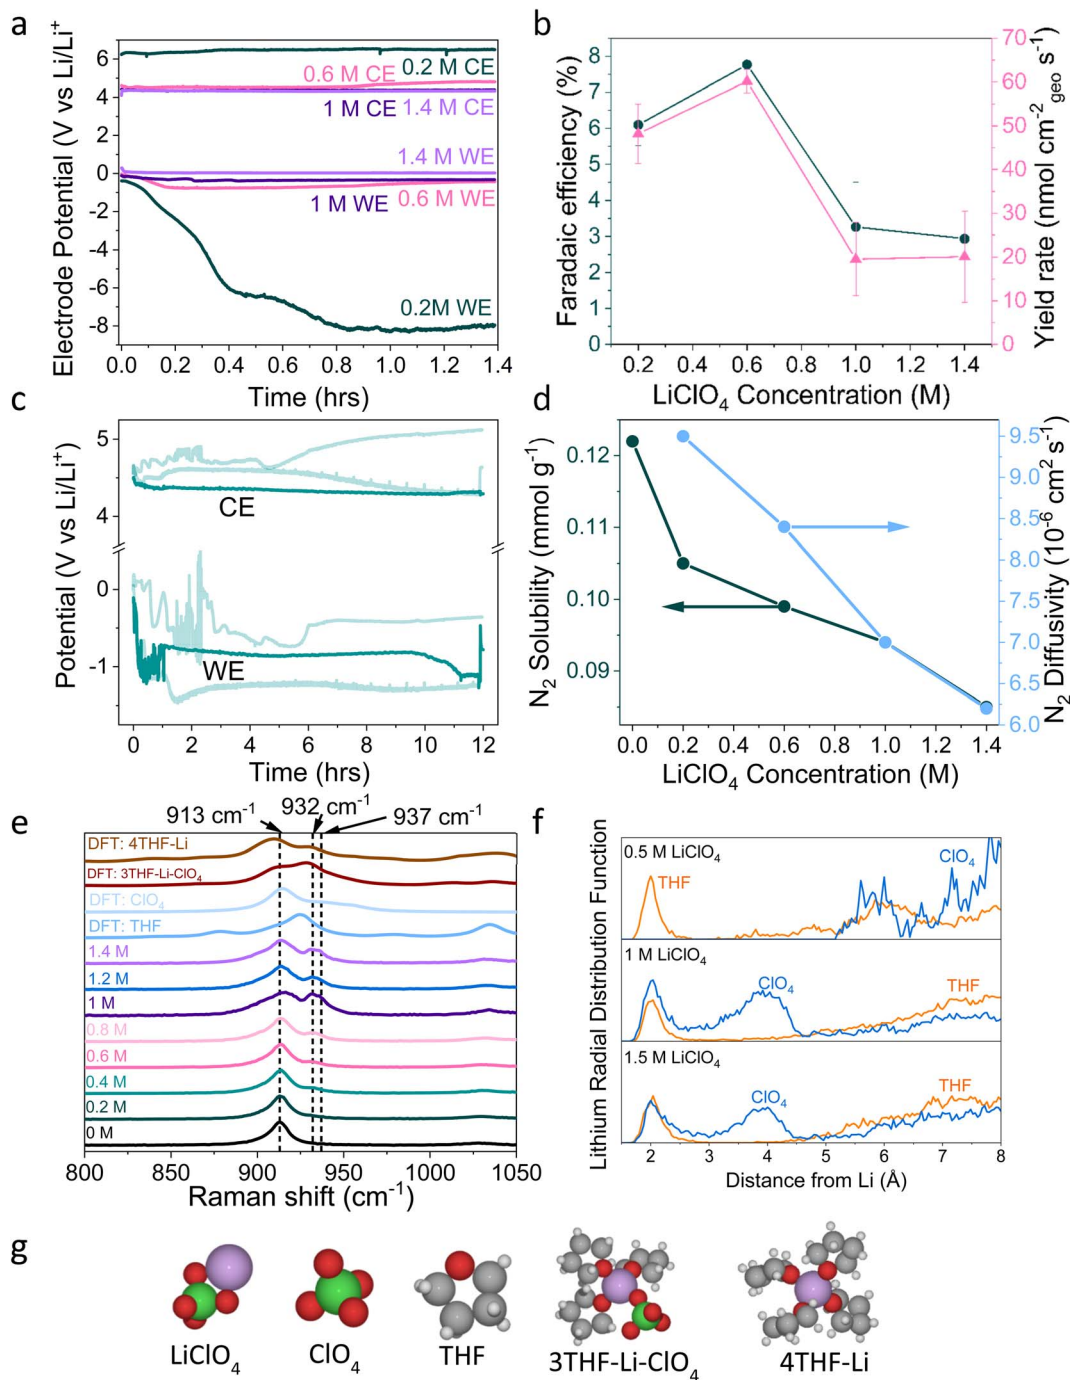 a
Electrode Potential (V vs Li/Li⁺)
6
4
2
0
-2
-4
-6
-8
0.6 M CE
0.2 M CE
1 M CE
1.4 M CE
1.4 M WE
1 M WE
0.6 M WE
0.2M WE
0.0 0.2 0.4 0.6 0.8 1.0 1.2 1.4
Time (hrs)
b
Faradaic efficiency (%)
8
7
6
5
4
3
2
1
0
70
60
50
40
30
20
10
0
Yield rate (nmol cm⁻² geo s⁻¹)
0.2 0.4 0.6 0.8 1.0 1.2 1.4
LiClO₄ Concentration (M)
c
Potential (V vs Li/Li⁺)
5
4
0
-1
CE
WE
0 2 4 6 8 10 12
Time (hrs)
d
N₂ Solubility (mmol g⁻¹)
0.12
0.11
0.10
0.09
9.5
9.0
8.5
8.0
7.5
7.0
6.5
6.0
N₂ Diffusivity (10⁻⁶ cm² s⁻¹)
0.0 0.2 0.4 0.6 0.8 1.0 1.2 1.4
LiClO₄ Concentration (M)
e
913 cm⁻¹
932 cm⁻¹
937 cm⁻¹
DFT: 4THF-Li
DFT: 3THF-Li-ClO₄
DFT: ClO₄
DFT: THF
1.4 M
1.2 M
1 M
0.8 M
0.6 M
0.4 M
0.2 M
0 M
800 850 900 950 1000 1050
Raman shift (cm⁻¹)
f
Lithium Radial Distribution Function
0.5 M LiClO₄
THF
ClO₄
1 M LiClO₄
ClO₄
THF
1.5 M LiClO₄
ClO₄
THF
2 3 4 5 6 7 8
Distance from Li (Å)
g
LiClO₄
ClO₄
THF
3THF-Li-ClO₄
4THF-Li